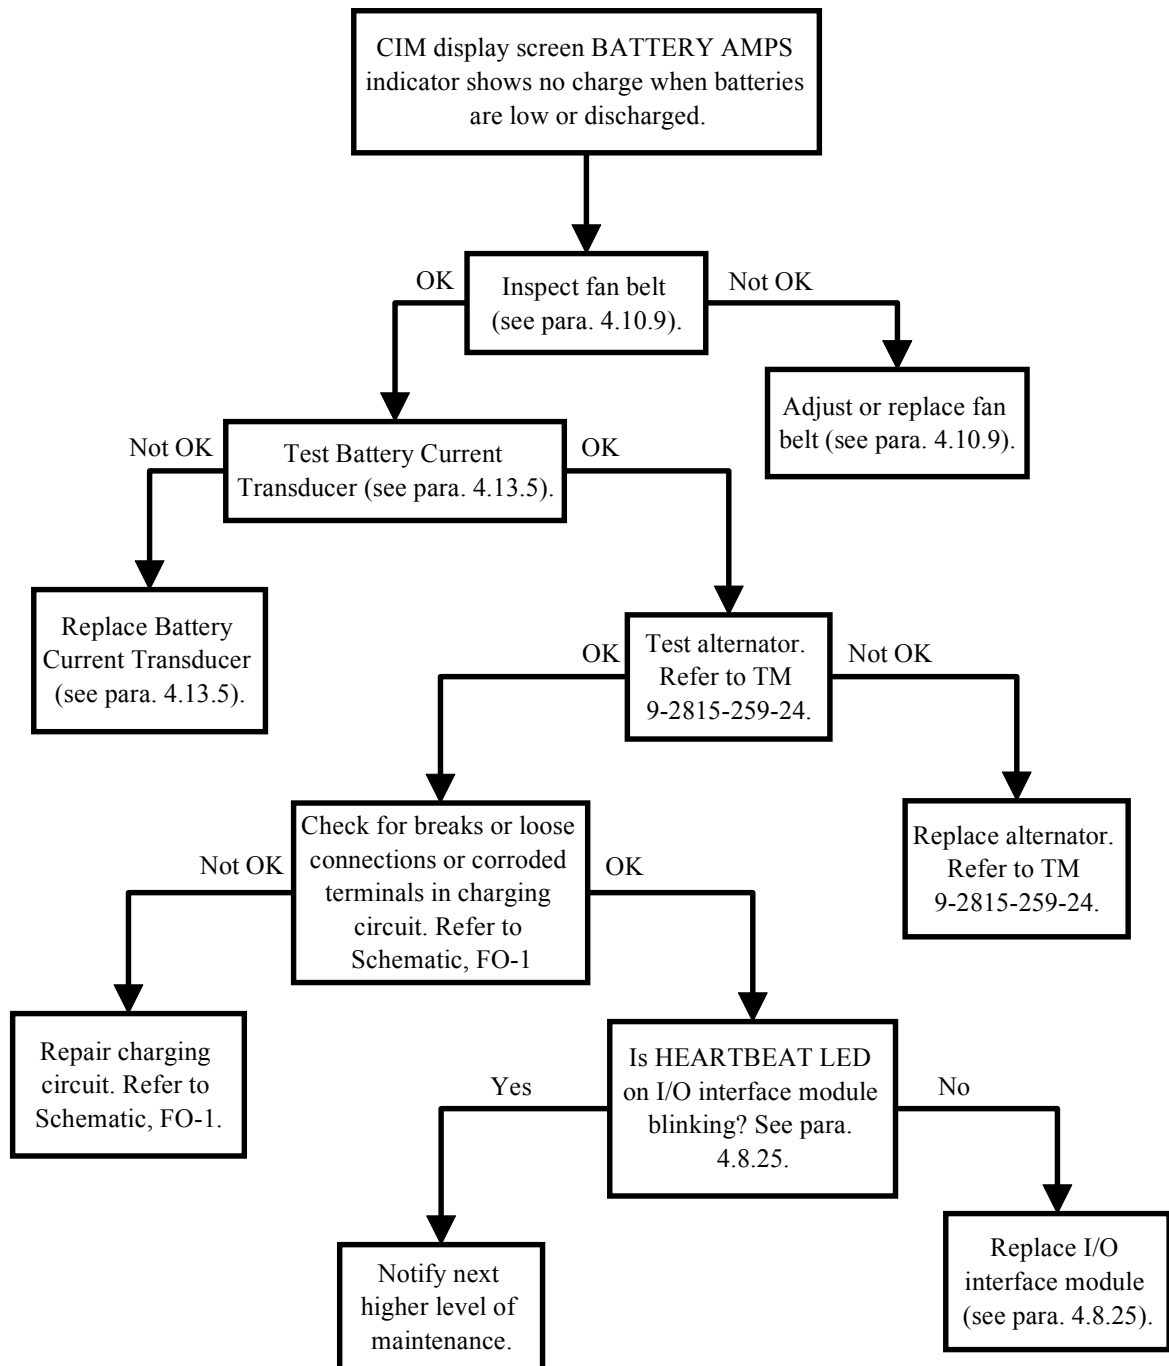 CIM display screen BATTERY AMPS
indicator shows no charge when batteries
are low or discharged.
OK
Inspect fan belt
(see para. 4.10.9).
Not OK
Adjust or replace fan
belt (see para. 4.10.9).
Not OK
Test Battery Current
Transducer (see para. 4.13.5).
OK
Replace Battery
Current Transducer
(see para. 4.13.5).
OK
Test alternator.
Refer to TM
9-2815-259-24.
Not OK
Replace alternator.
Refer to TM
9-2815-259-24.
Not OK
Check for breaks or loose
connections or corroded
terminals in charging
circuit. Refer to
Schematic, FO-1
OK
Repair charging
circuit. Refer to
Schematic, FO-1.
Yes
Is HEARTBEAT LED
on I/O interface module
blinking? See para.
4.8.25.
No
Notify next
higher level of
maintenance.
Replace I/O
interface module
(see para. 4.8.25).